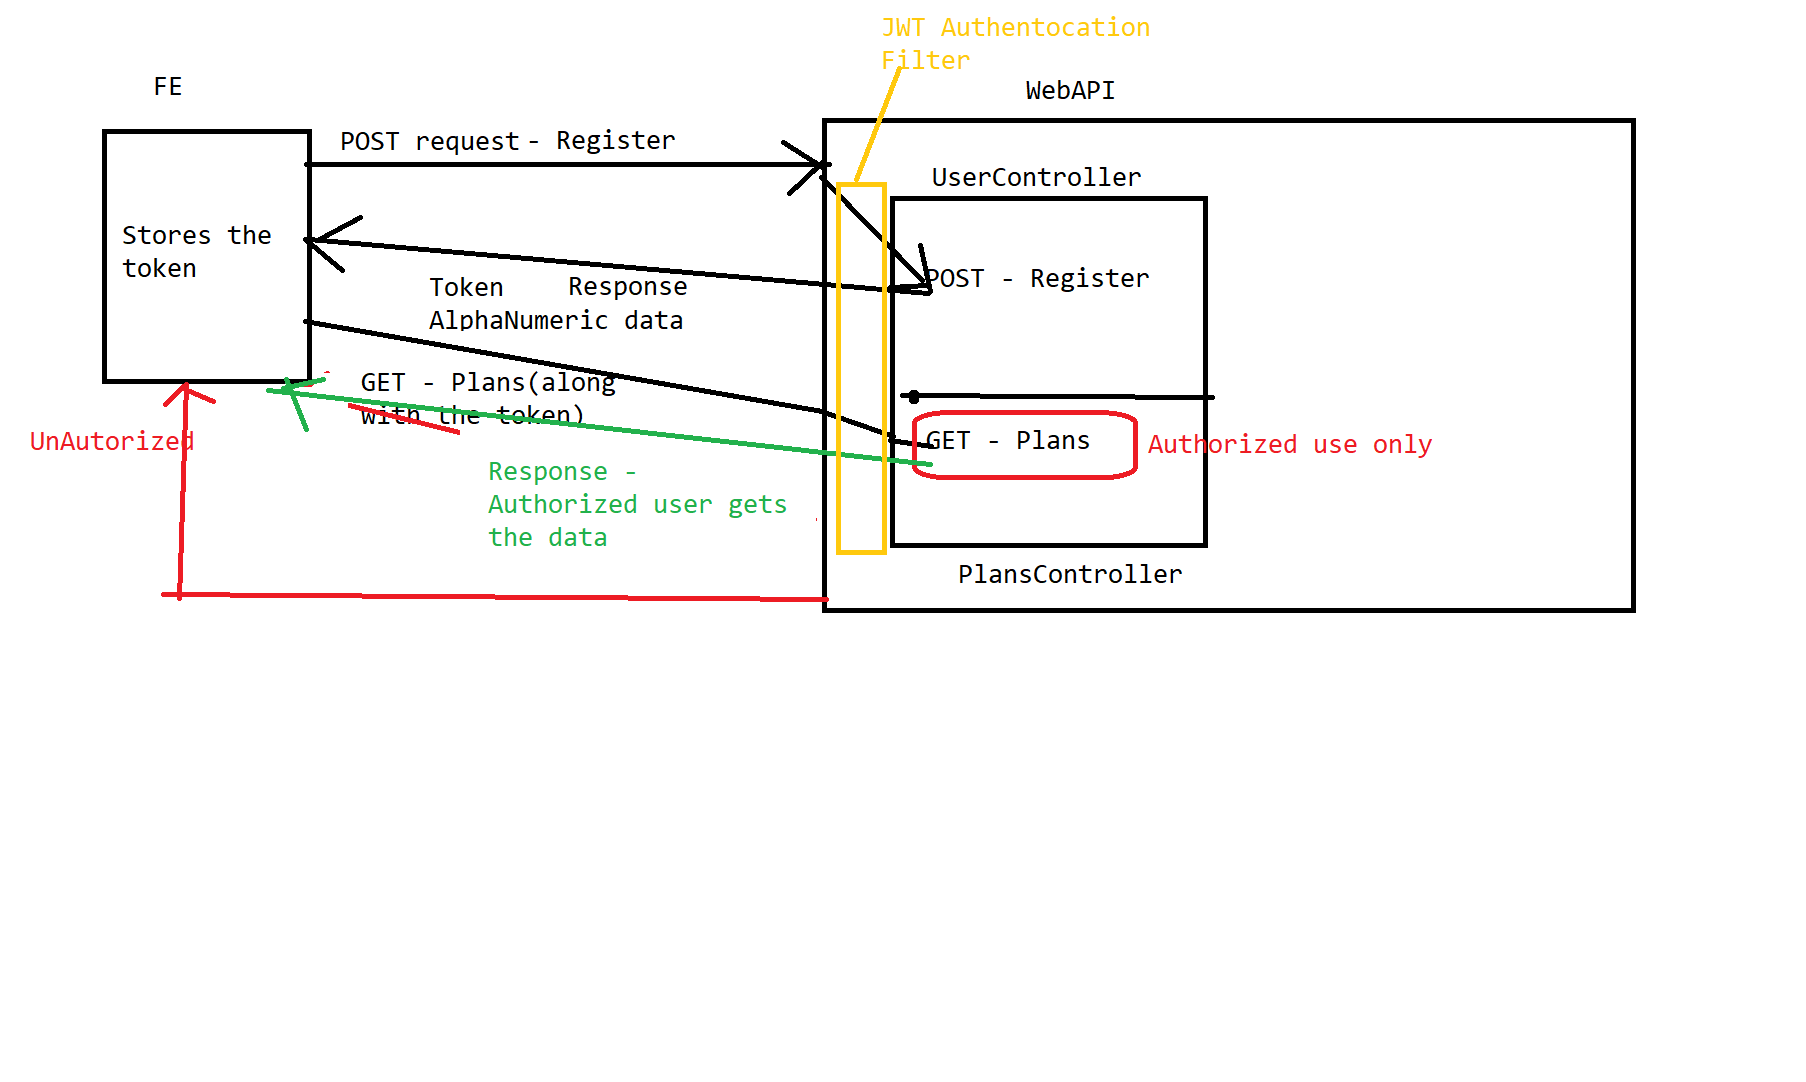 JWT Authentocation
Filter
FE
WebAPI
POST request - Register
UserController
Stores the
token
POST - Register
Token Response
AlphaNumeric data
GET - Plans(along
with the token)
GET - Plans
Authorized use only
UnAutorized
Response -
Authorized user gets
the data
PlansController